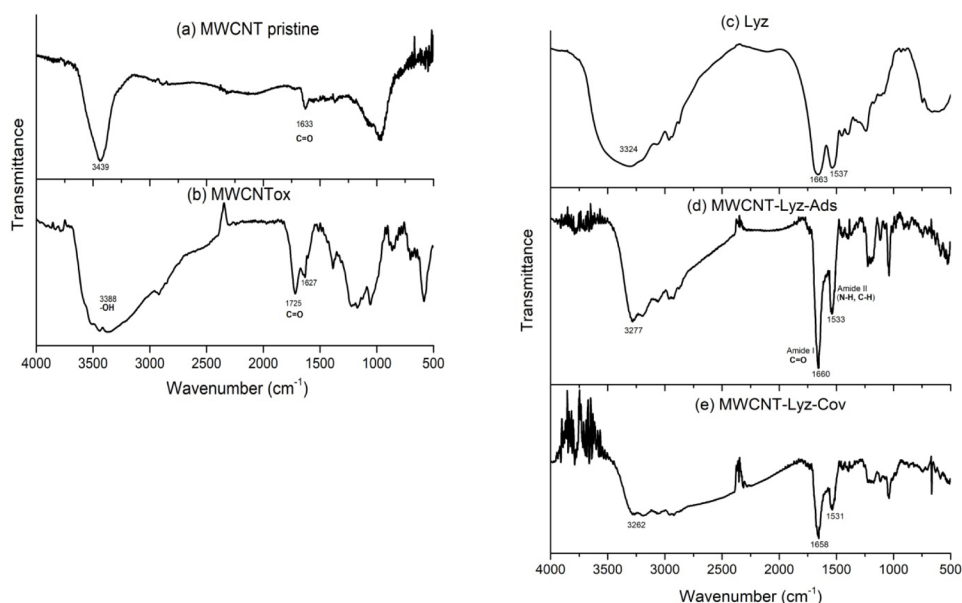 (a) MWCNT pristine
1633
C=O
3439
(b) MWCNTox
3388
-OH
1725
1627
C=O
Transmittance
4000 3500 3000 2500 2000 1500 1000 500
Wavenumber (cm-1)
(c) Lyz
3324
1663
1537
(d) MWCNT-Lyz-Ads
3277
Amide II
(N-H, C-H)
1533
Amide I
C=O
1660
(e) MWCNT-Lyz-Cov
3262
1531
1658
Transmittance
4000 3500 3000 2500 2000 1500 1000 500
Wavenumber (cm-1)